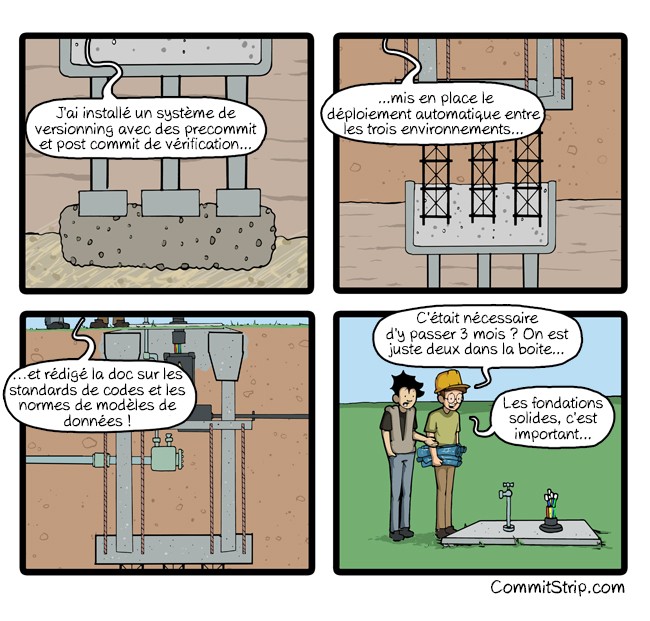 J'ai installé un système de
versionning avec des precommit
et post commit de vérification...
...mis en place le
déploiement automatique entre
les trois environnements...
...et rédigé la doc sur les
standards de codes et les
normes de modèles de
données !
C'était nécessaire
d'y passer 3 mois ? On est
juste deux dans la boite...
Les fondations
solides, c'est
important...
CommitStrip.com